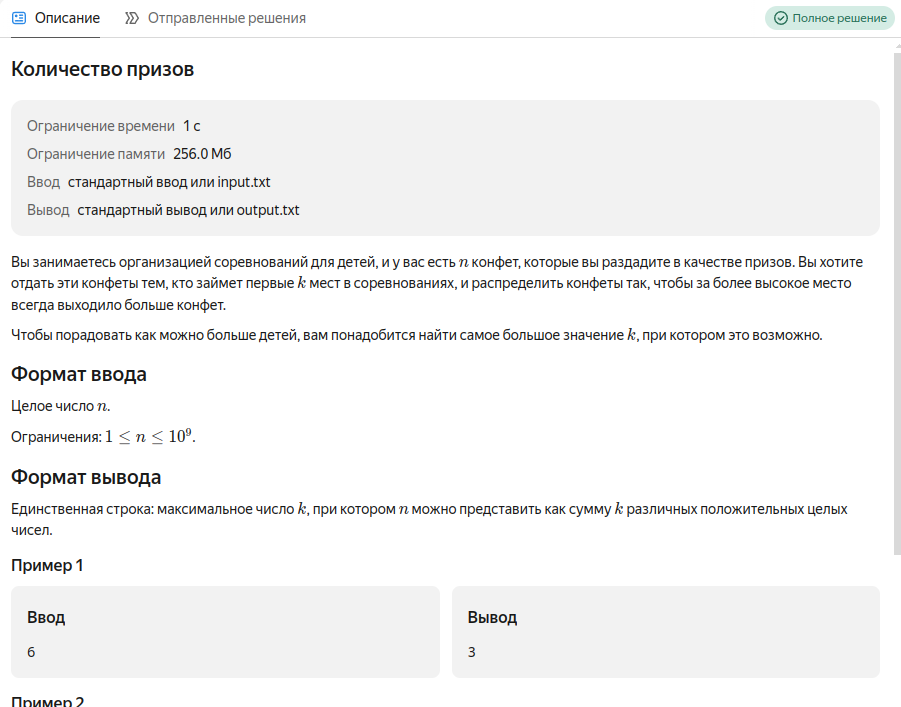 Описание Отправленные решения Полное решение
Количество призов
Ограничение времени 1 с
Ограничение памяти 256.0 Мб
Ввод стандартный ввод или input.txt
Вывод стандартный вывод или output.txt
Вы занимаетесь организацией соревнований для детей, и у вас есть n конфет, которые вы раздадите в качестве призов. Вы хотите
отдать эти конфеты тем, кто займет первые k мест в соревнованиях, и распределить конфеты так, чтобы за более высокое место
всегда выходило больше конфет.
Чтобы порадовать как можно больше детей, вам понадобится найти самое большое значение k, при котором это возможно.
Формат ввода
Целое число n.
Ограничения: 1 ≤ n ≤ 10⁹.
Формат вывода
Единственная строка: максимальное число k, при котором n можно представить как сумму k различных положительных целых
чисел.
Пример 1
Ввод Вывод
6 3
Пример 2